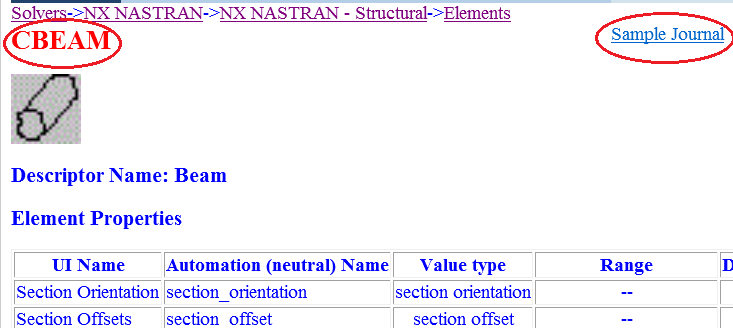 Solvers->NX NASTRAN->NX NASTRAN - Structural->Elements
CBEAM
Sample Journal
Descriptor Name: Beam
Element Properties
UI Name Automation (neutral) Name Value type Range
Section Orientation section_orientation section orientation --
Section Offsets section_offset section offset --